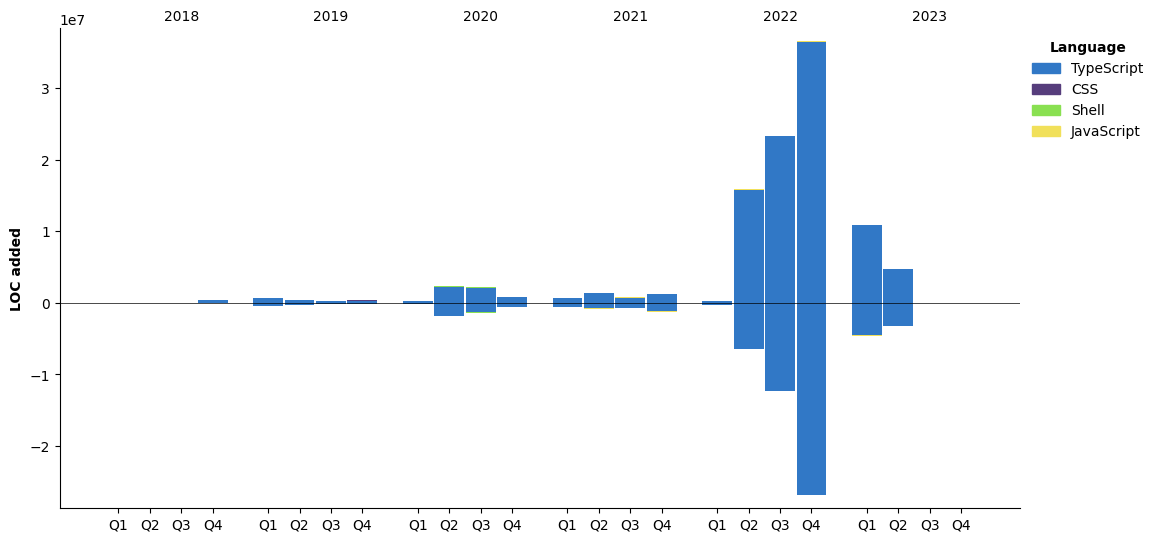 1e7
2018 2019 2020 2021 2022 2023
Language
TypeScript
CSS
Shell
JavaScript
LOC added
3
2
1
0
−1
−2
Q1 Q2 Q3 Q4 Q1 Q2 Q3 Q4 Q1 Q2 Q3 Q4 Q1 Q2 Q3 Q4 Q1 Q2 Q3 Q4 Q1 Q2 Q3 Q4